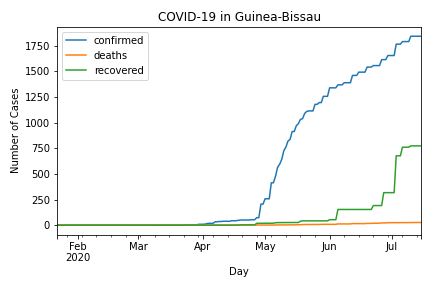 COVID-19 in Guinea-Bissau
confirmed
deaths
recovered
Number of Cases
1750
1500
1250
1000
750
500
250
0
Feb Mar Apr May Jun Jul
2020
Day